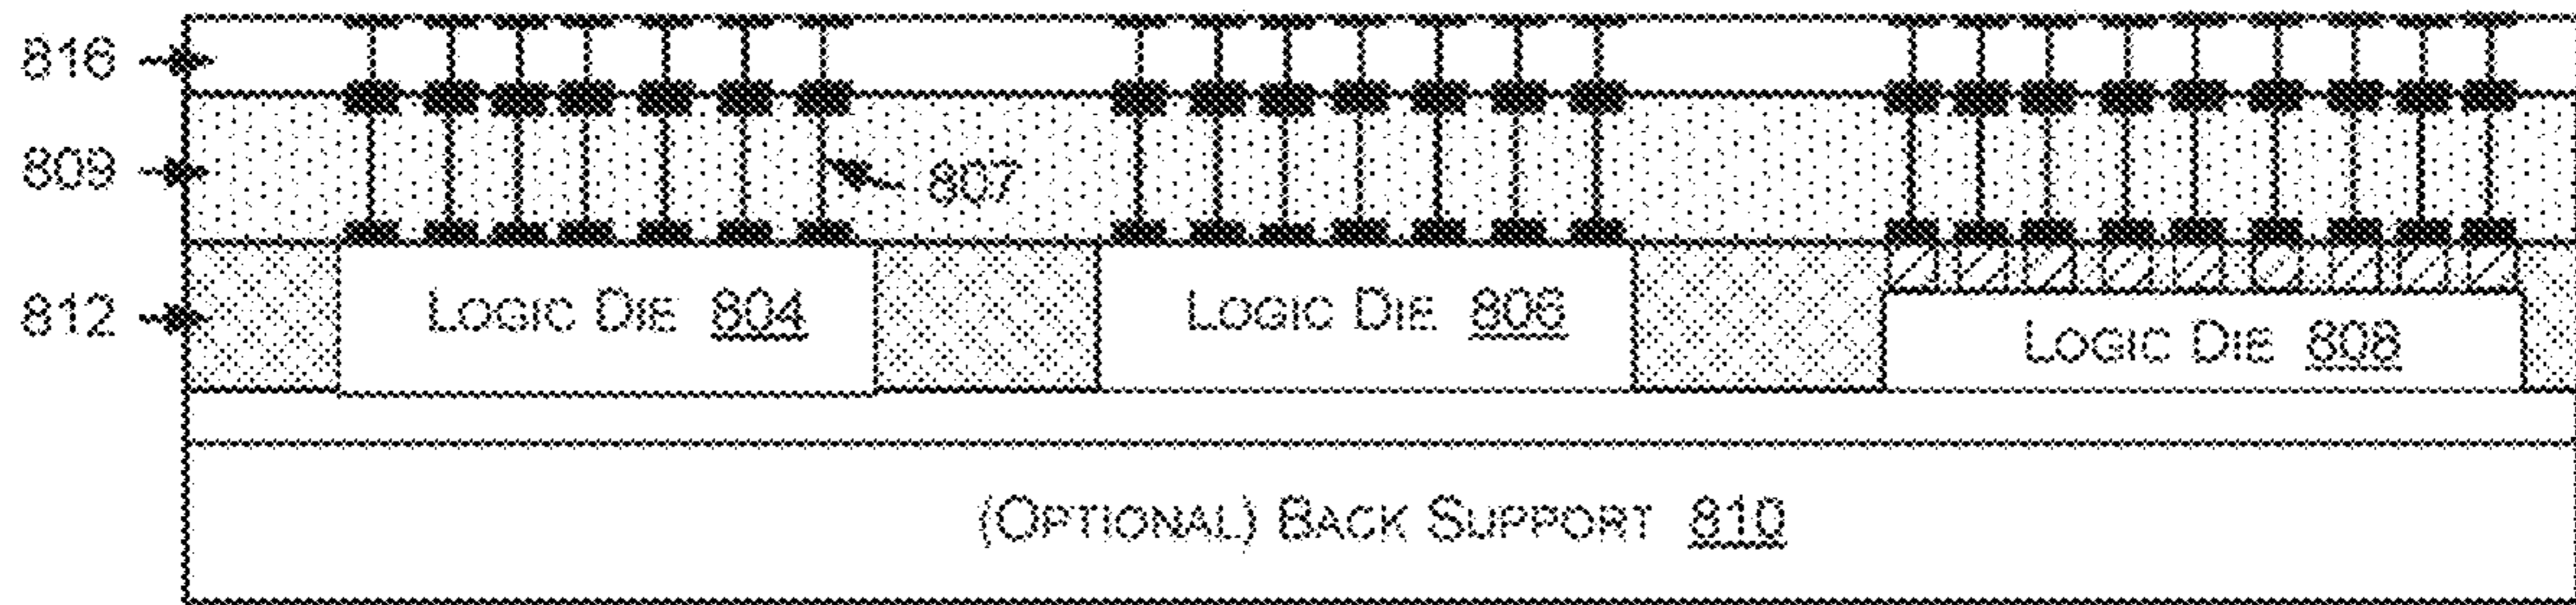 816
809
807
812
LOGIC DIE 804
LOGIC DIE 806
LOGIC DIE 808
(OPTIONAL) BACK SUPPORT 810